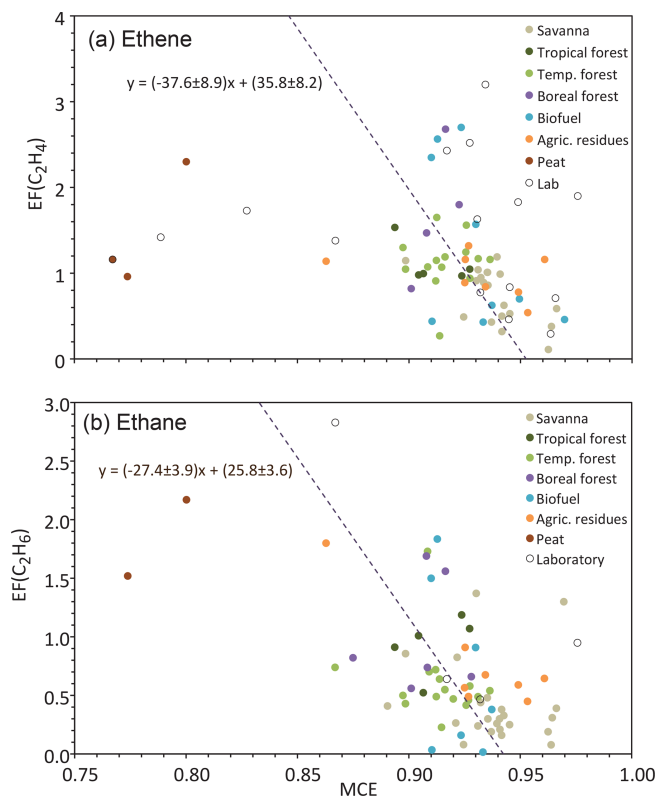 (a) Ethene
y = (-37.6±8.9)x + (35.8±8.2)
EF(C2H4)
4
3
2
1
0
Savanna
Tropical forest
Temp. forest
Boreal forest
Biofuel
Agric. residues
Peat
Lab
(b) Ethane
y = (-27.4±3.9)x + (25.8±3.6)
EF(C2H6)
3.0
2.5
2.0
1.5
1.0
0.5
0.0
Savanna
Tropical forest
Temp. forest
Boreal forest
Biofuel
Agric. residues
Peat
Laboratory
0.75 0.80 0.85 0.90 0.95 1.00
MCE